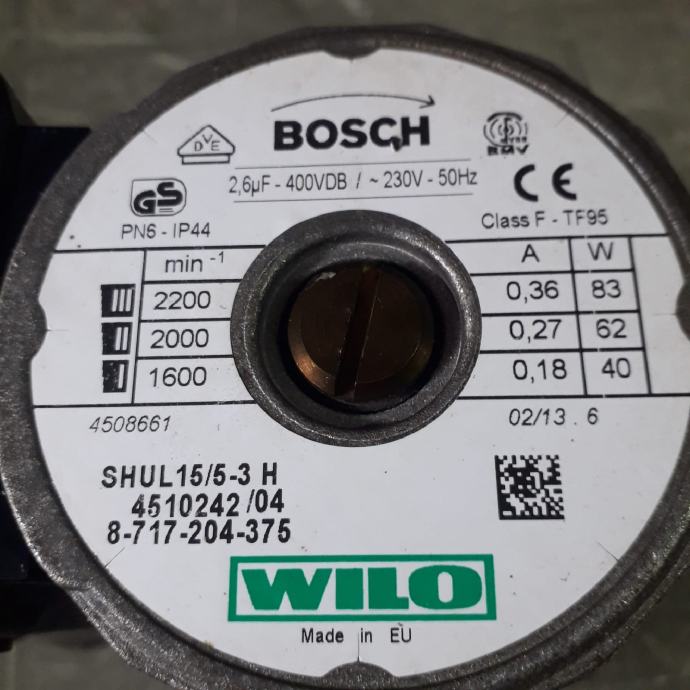 BOSCH
DVE
GS
2,6µF - 400VDB / ~ 230V - 50Hz
CE
PN6 - IP44
Class F - TF95
min -1
A W
2200 0,36 83
2000 0,27 62
1600 0,18 40
4508661
02/13 . 6
SHUL15/5-3 H
4510242/04
8-717-204-375
WILO
Made in EU